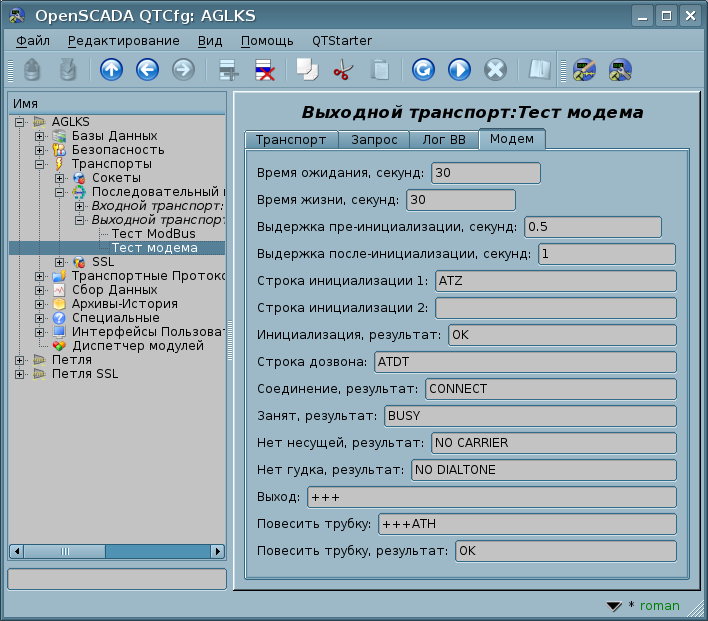 OpenSCADA QTCfg: AGLKS
Файл Редактирование Вид Помощь QTStarter
Имя
AGLKS
Базы Данных
Безопасность
Транспорты
Сокеты
Последовательный
Входной транспорт:
Выходной транспорт
Тест ModBus
Тест модема
SSL
Транспортные Протоко
Сбор Данных
Архивы-История
Специальные
Интерфейсы Пользова
Диспетчер модулей
Петля
Петля SSL
Выходной транспорт:Тест модема
Транспорт Запрос Лог ВВ Модем
Время ожидания, секунд: 30
Время жизни, секунд: 30
Выдержка пре-инициализации, секунд: 0.5
Выдержка после-инициализации, секунд: 1
Строка инициализации 1: ATZ
Строка инициализации 2:
Инициализация, результат: OK
Строка дозвона: ATDT
Соединение, результат: CONNECT
Занят, результат: BUSY
Нет несущей, результат: NO CARRIER
Нет гудка, результат: NO DIALTONE
Выход: +++
Повесить трубку: +++ATH
Повесить трубку, результат: OK
* roman